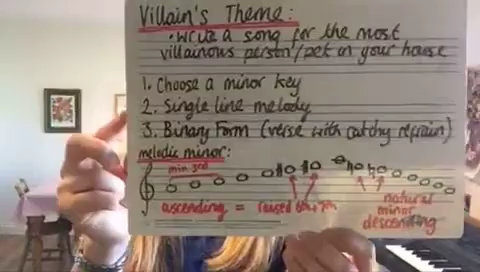 Villain's Theme:
• Write a song for the most
villainous person/pet in your house
1. Choose a minor key
2. Single line melody
3. Binary Form (verse with catchy refrain)
melodic minor:
min 3rd
ascending = raised 6th + 7th
natural
minor
descending